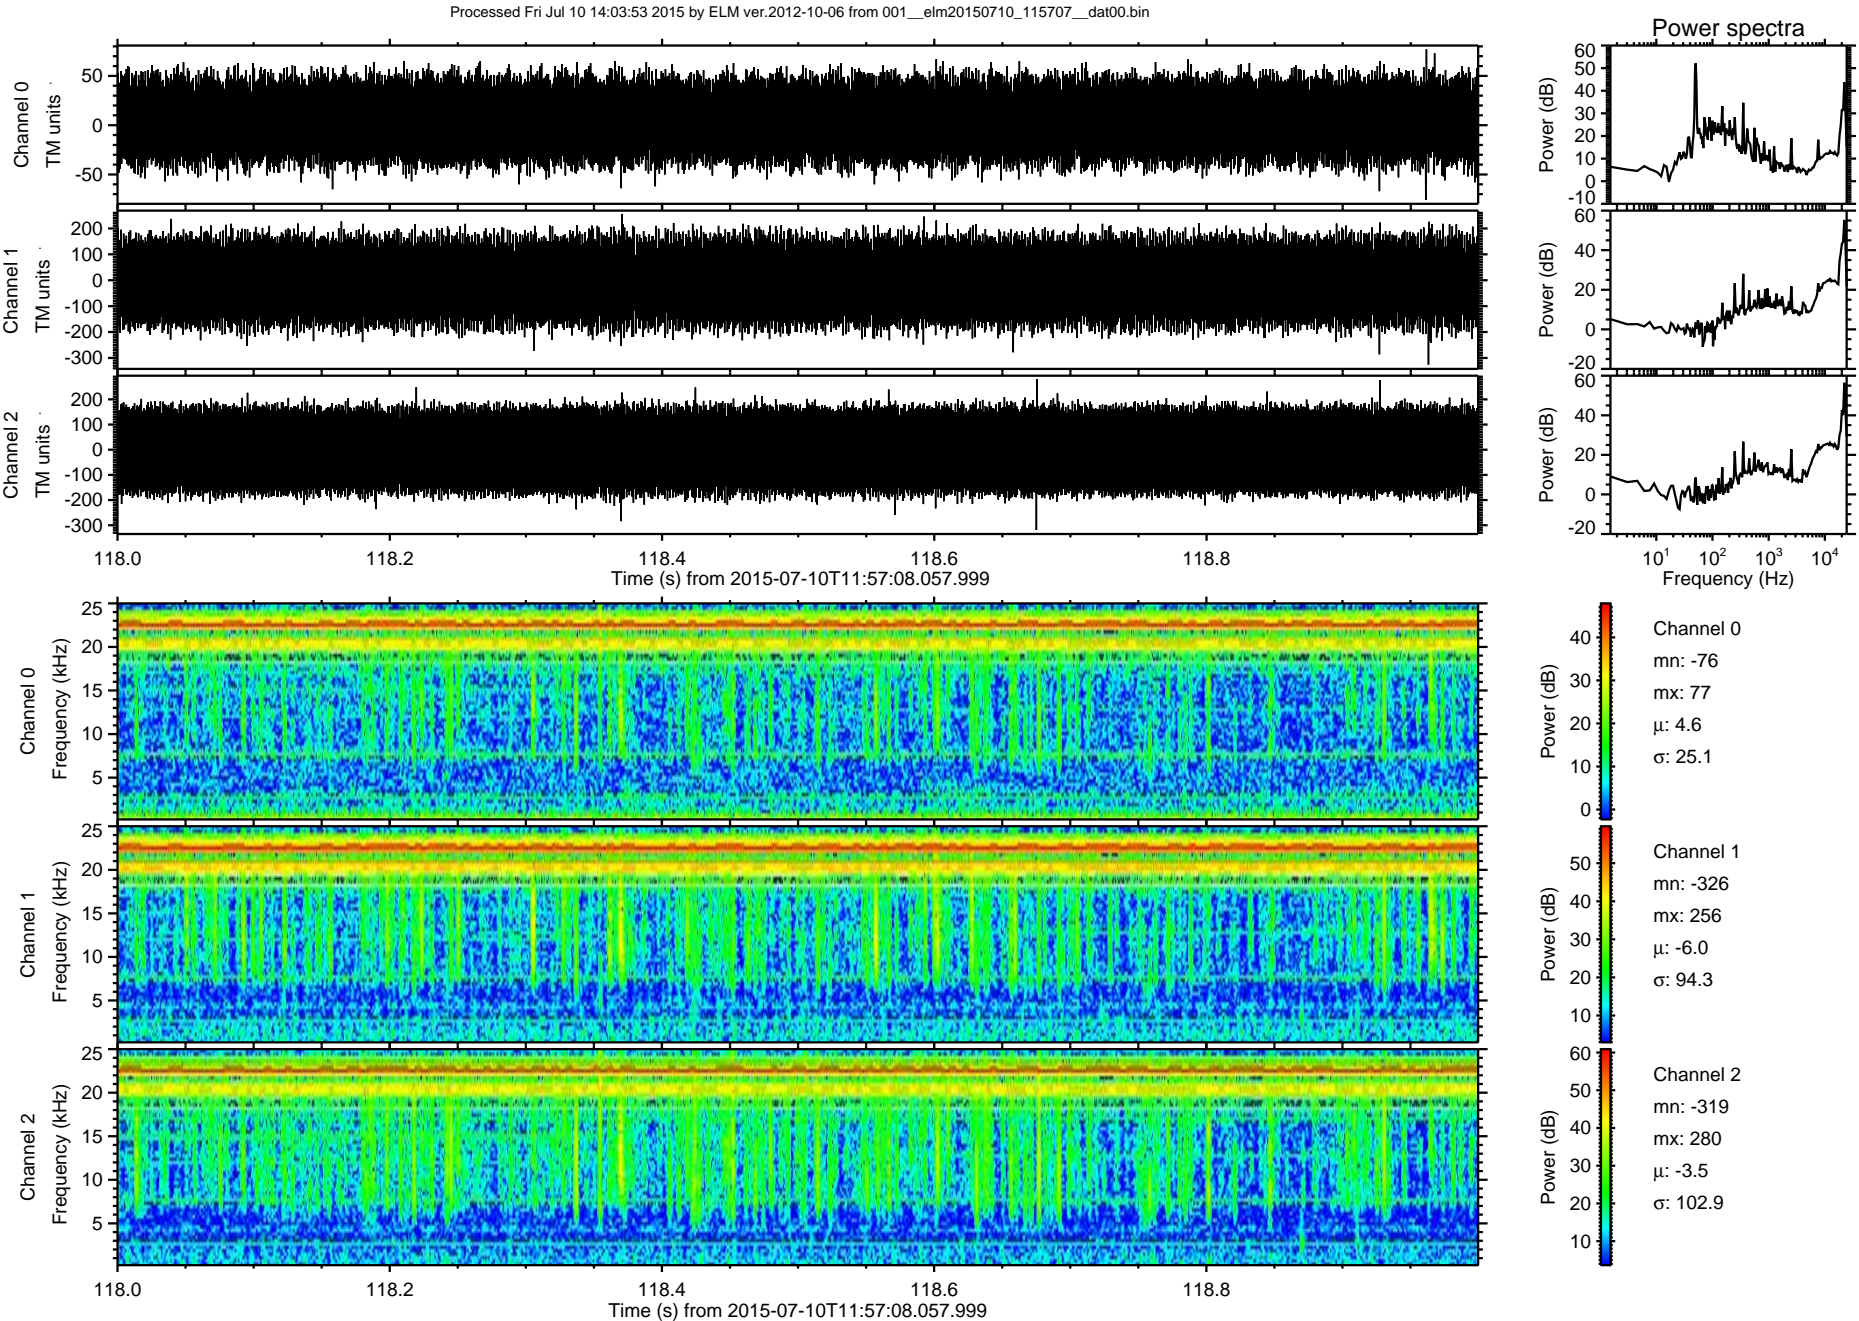 Processed Fri Jul 10 14:03:53 2015 by ELM ver.2012-10-06 from 001__elm20150710_115707__dat00.bin
Power spectra
Channel 0
TM units
50
0
-50
Power (dB)
60
50
40
30
20
10
0
-10
Channel 1
TM units
200
100
0
-100
-200
-300
Power (dB)
60
40
20
0
-20
Channel 2
TM units
200
100
0
-100
-200
-300
Power (dB)
60
40
20
0
-20
118.0 118.2 118.4 118.6 118.8
Time (s) from 2015-07-10T11:57:08.057.999
10^1 10^2 10^3 10^4
Frequency (Hz)
Channel 0
Frequency (kHz)
25
20
15
10
5
Power (dB)
40
30
20
10
0
Channel 0
mn: -76
mx: 77
μ: 4.6
σ: 25.1
Channel 1
Frequency (kHz)
25
20
15
10
5
Power (dB)
50
40
30
20
10
Channel 1
mn: -326
mx: 256
μ: -6.0
σ: 94.3
Channel 2
Frequency (kHz)
25
20
15
10
5
Power (dB)
60
50
40
30
20
10
Channel 2
mn: -319
mx: 280
μ: -3.5
σ: 102.9
118.0 118.2 118.4 118.6 118.8
Time (s) from 2015-07-10T11:57:08.057.999